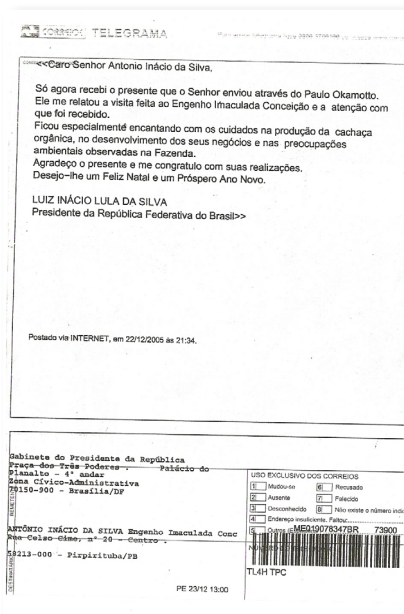 CORREIOS TELEGRAMA
<<Caro Senhor Antonio Inácio da Silva,
Só agora recebi o presente que o Senhor enviou através do Paulo Okamotto.
Ele me relatou a visita feita ao Engenho Imaculada Conceição e a atenção com
que foi recebido.
Ficou especialmente encantando com os cuidados na produção da cachaça
orgânica, no desenvolvimento dos seus negócios e nas preocupações
ambientais observadas na Fazenda.
Agradeço o presente e me congratulo com suas realizações.
Desejo-lhe um Feliz Natal e um Próspero Ano Novo.
LUIZ INÁCIO LULA DA SILVA
Presidente da República Federativa do Brasil>>
Postado via INTERNET, em 22/12/2005 às 21:34.
Gabinete do Presidente da República
Praça dos Três Poderes - Palácio do
Planalto - 4º andar
Zona Cívico-Administrativa
70150-900 - Brasília/DF
ANTÔNIO INÁCIO DA SILVA Engenho Imaculada Conc
Rua Celso Cirne, nº 20 - Centro -
58213-000 - Pirpirituba/PB
PE 23/12 13:00
USO EXCLUSIVO DOS CORREIOS
1 Mudou-se 6 Recusado
2 Ausente 7 Falecido
3 Desconhecido 8 Não existe o número indi
4 Endereço insuficiente. Faltou:
Outros ME019078347BR 73900
TL4H TPC